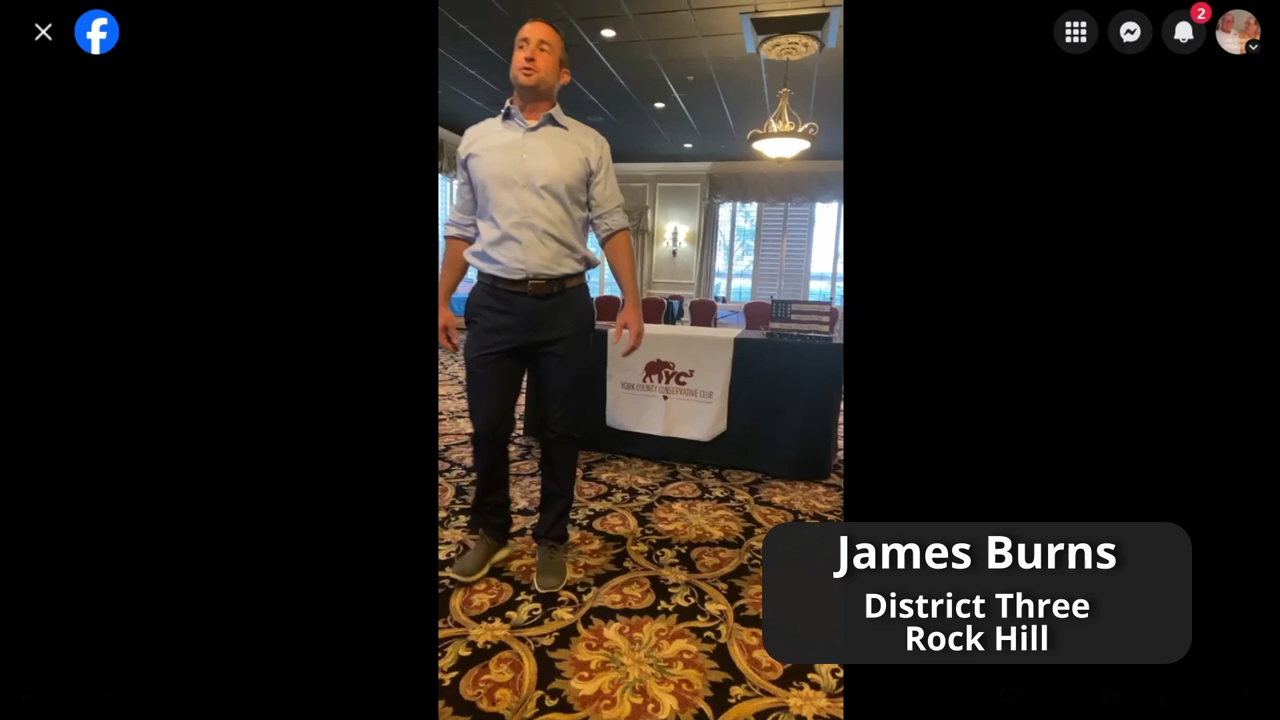 2
YC³
YORK COUNTY CONSERVATIVE CLUB
James Burns
District Three
Rock Hill